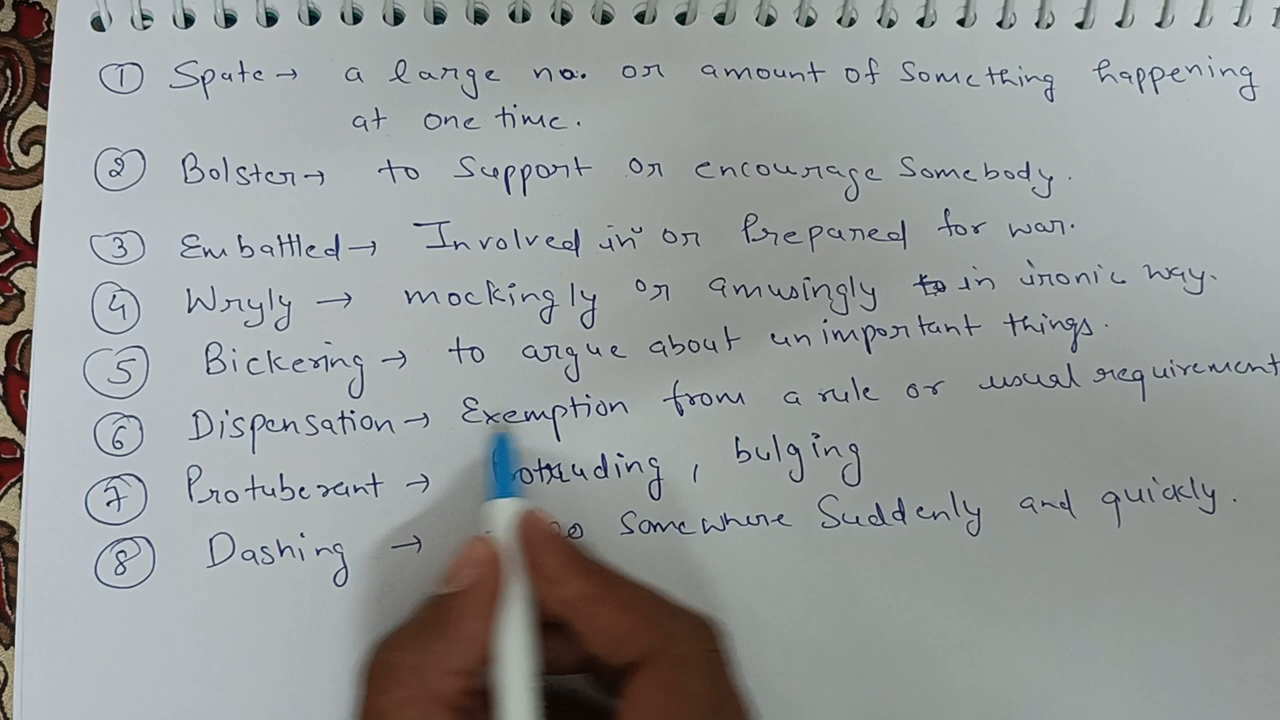 ① Spate → a large no. or amount of something happening
at one time.
② Bolster → to support or encourage somebody.
③ Embattled → Involved in or Prepared for war.
④ Wryly → mockingly or amusingly in ironic way.
⑤ Bickering → to argue about unimportant things.
⑥ Dispensation → Exemption from a rule or usual requirement
⑦ Protuberant → , bulging
⑧ Dashing → somewhere suddenly and quickly.